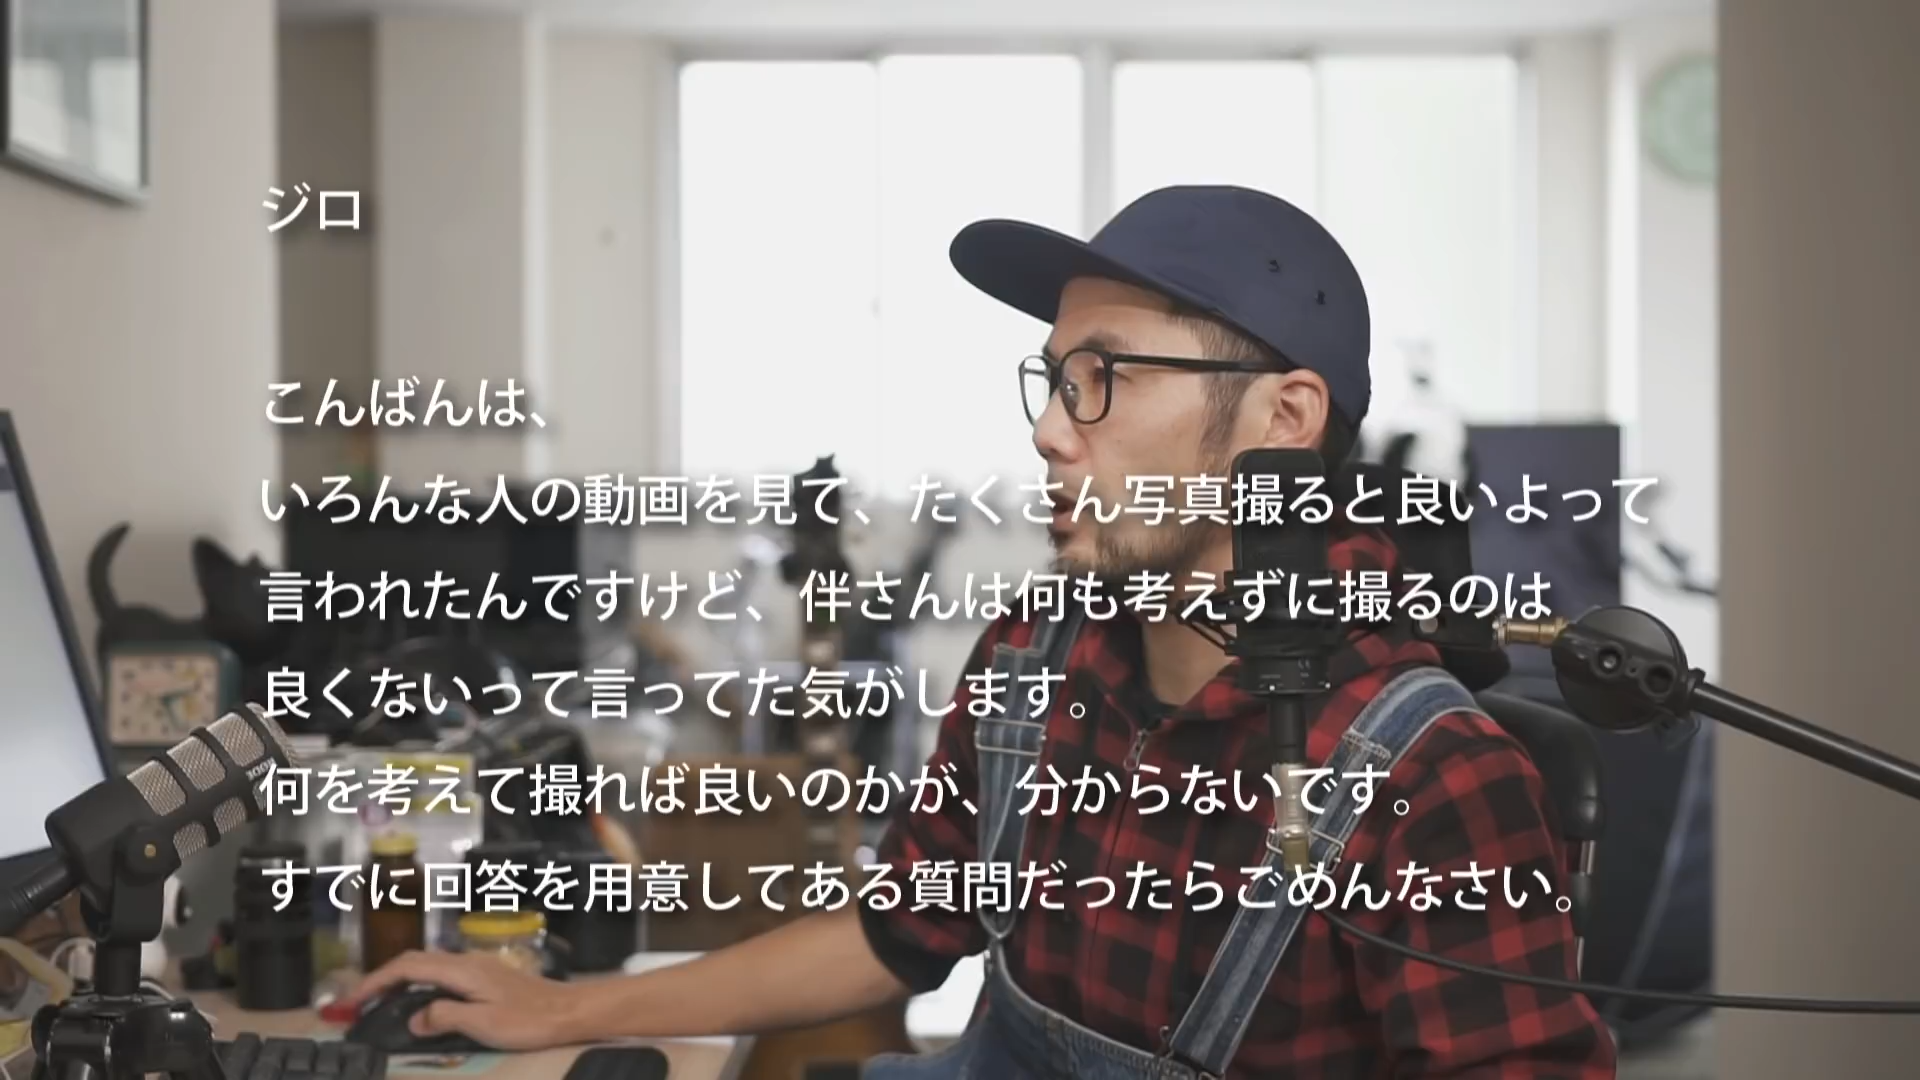 ジロ
こんばんは、
いろんな人の動画を見て、たくさん写真撮ると良いよって
言われたんですけど、伴さんは何も考えずに撮るのは
良くないって言ってた気がします。
何を考えて撮れば良いのかが、分からないです。
すでに回答を用意してある質問だったらごめんなさい。
RODE